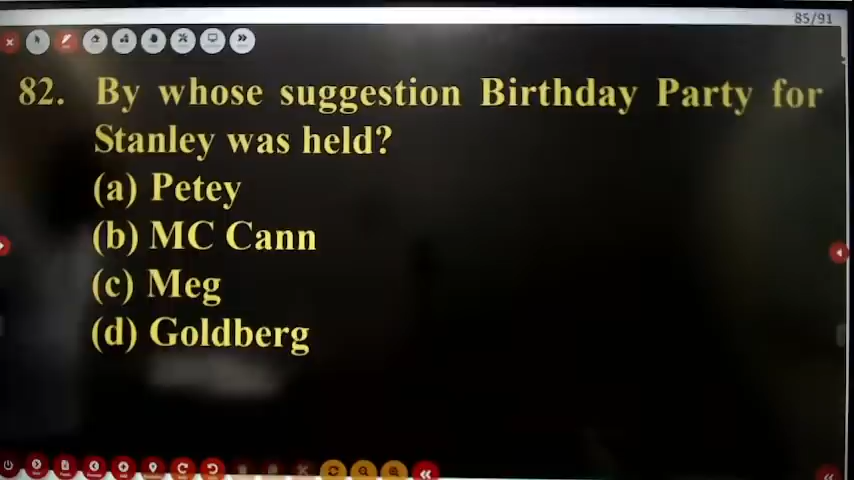 85/91
82. By whose suggestion Birthday Party for
Stanley was held?
(a) Petey
(b) MC Cann
(c) Meg
(d) Goldberg